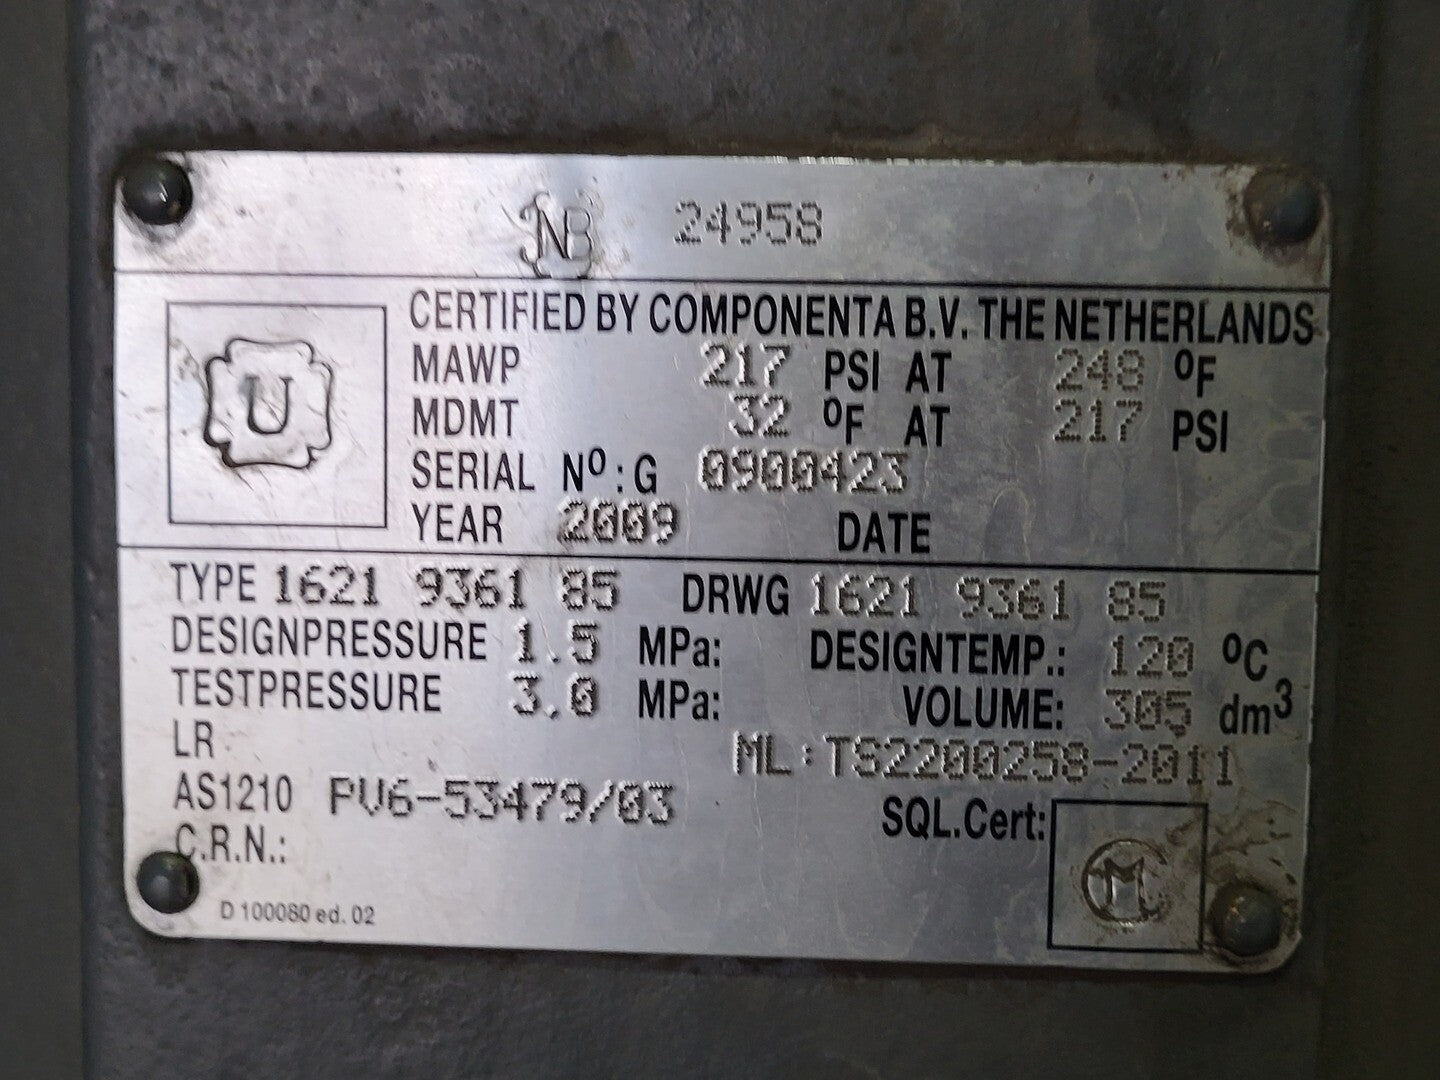 NB 24958
CERTIFIED BY COMPONENTA B.V. THE NETHERLANDS
U
MAWP 217 PSI AT 248 ºF
MDMT 32 ºF AT 217 PSI
SERIAL Nº:G 0900423
YEAR 2009 DATE
TYPE 1621 9361 85 DRWG 1621 9361 85
DESIGNPRESSURE 1.5 MPa: DESIGNTEMP.: 120 ºC
TESTPRESSURE 3.0 MPa: VOLUME: 305 dm³
LR ML:TS2200258-2011
AS1210 PV6-53479/03 SQL.Cert:
C.R.N.:
D 100080 ed. 02